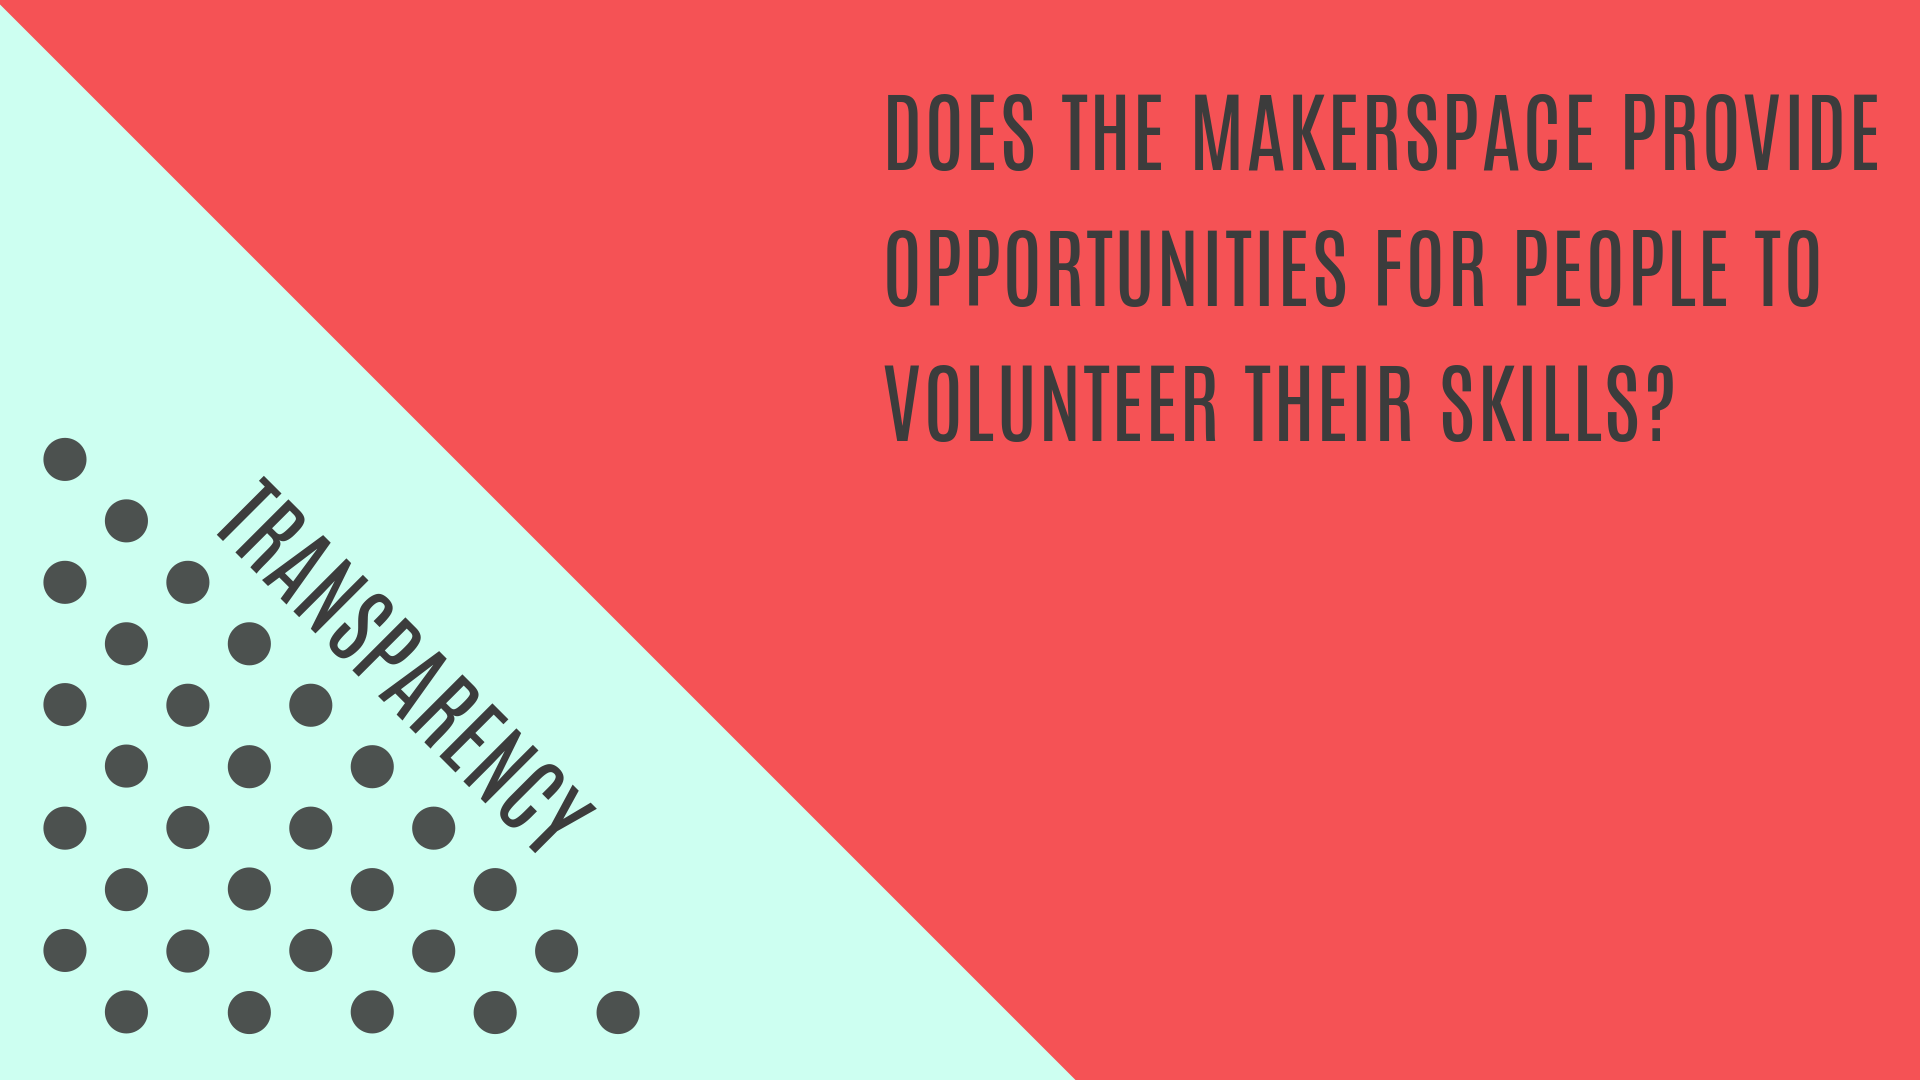 DOES THE MAKERSPACE PROVIDE
OPPORTUNITIES FOR PEOPLE TO
VOLUNTEER THEIR SKILLS?
TRANSPARENCY